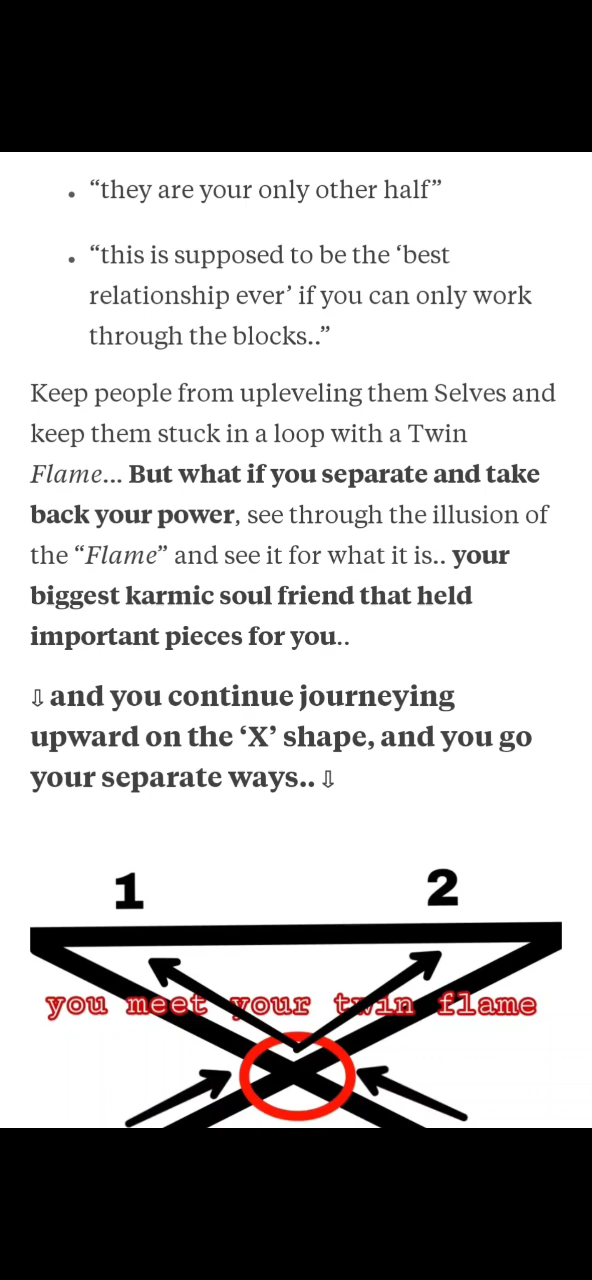 • “they are your only other half”
• “this is supposed to be the ‘best
relationship ever’ if you can only work
through the blocks..”
Keep people from upleveling them Selves and
keep them stuck in a loop with a Twin
Flame... But what if you separate and take
back your power, see through the illusion of
the “Flame” and see it for what it is.. your
biggest karmic soul friend that held
important pieces for you..
⇩ and you continue journeying
upward on the ‘X’ shape, and you go
your separate ways.. ⇩
1 2
you meet your twin flame